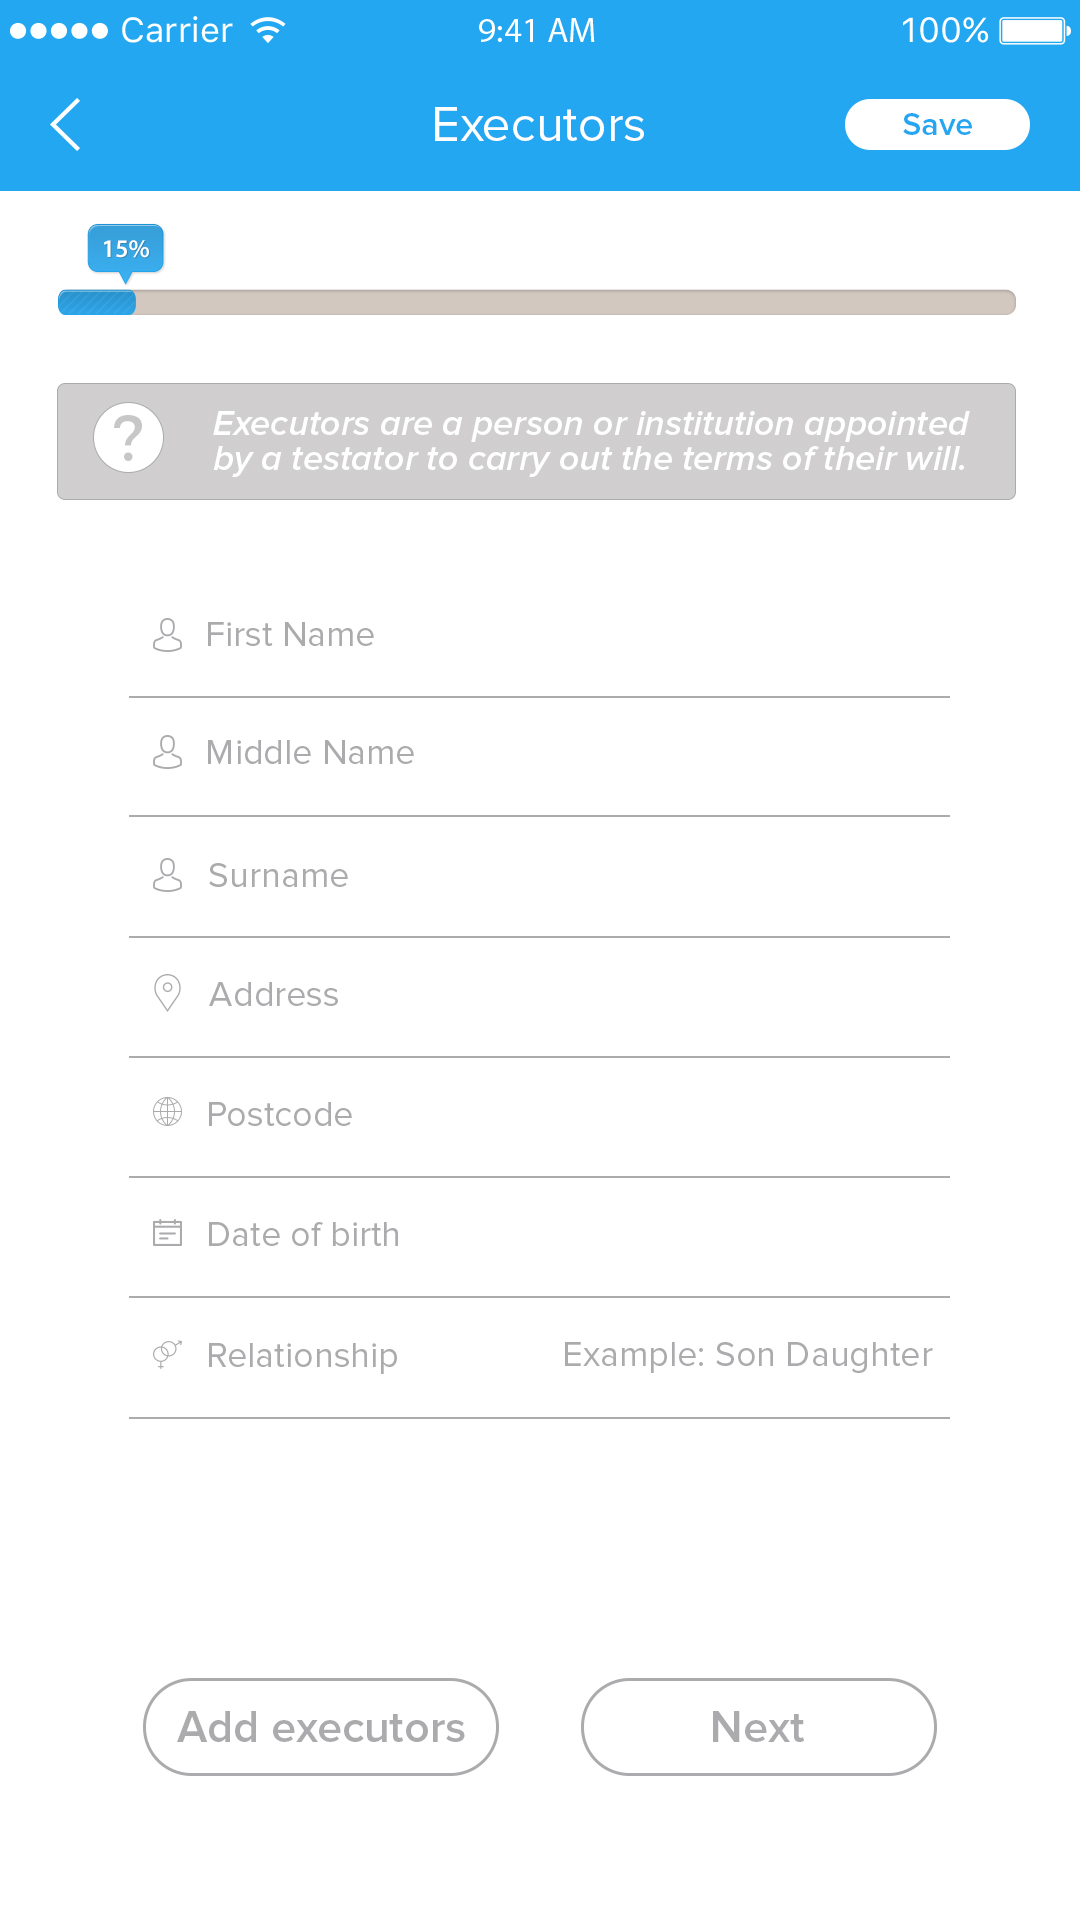 Carrier 9:41 AM 100%
Executors
Save
15%
?
Executors are a person or institution appointed
by a testator to carry out the terms of their will.
First Name
Middle Name
Surname
Address
Postcode
Date of birth
Relationship Example: Son Daughter
Add executors
Next